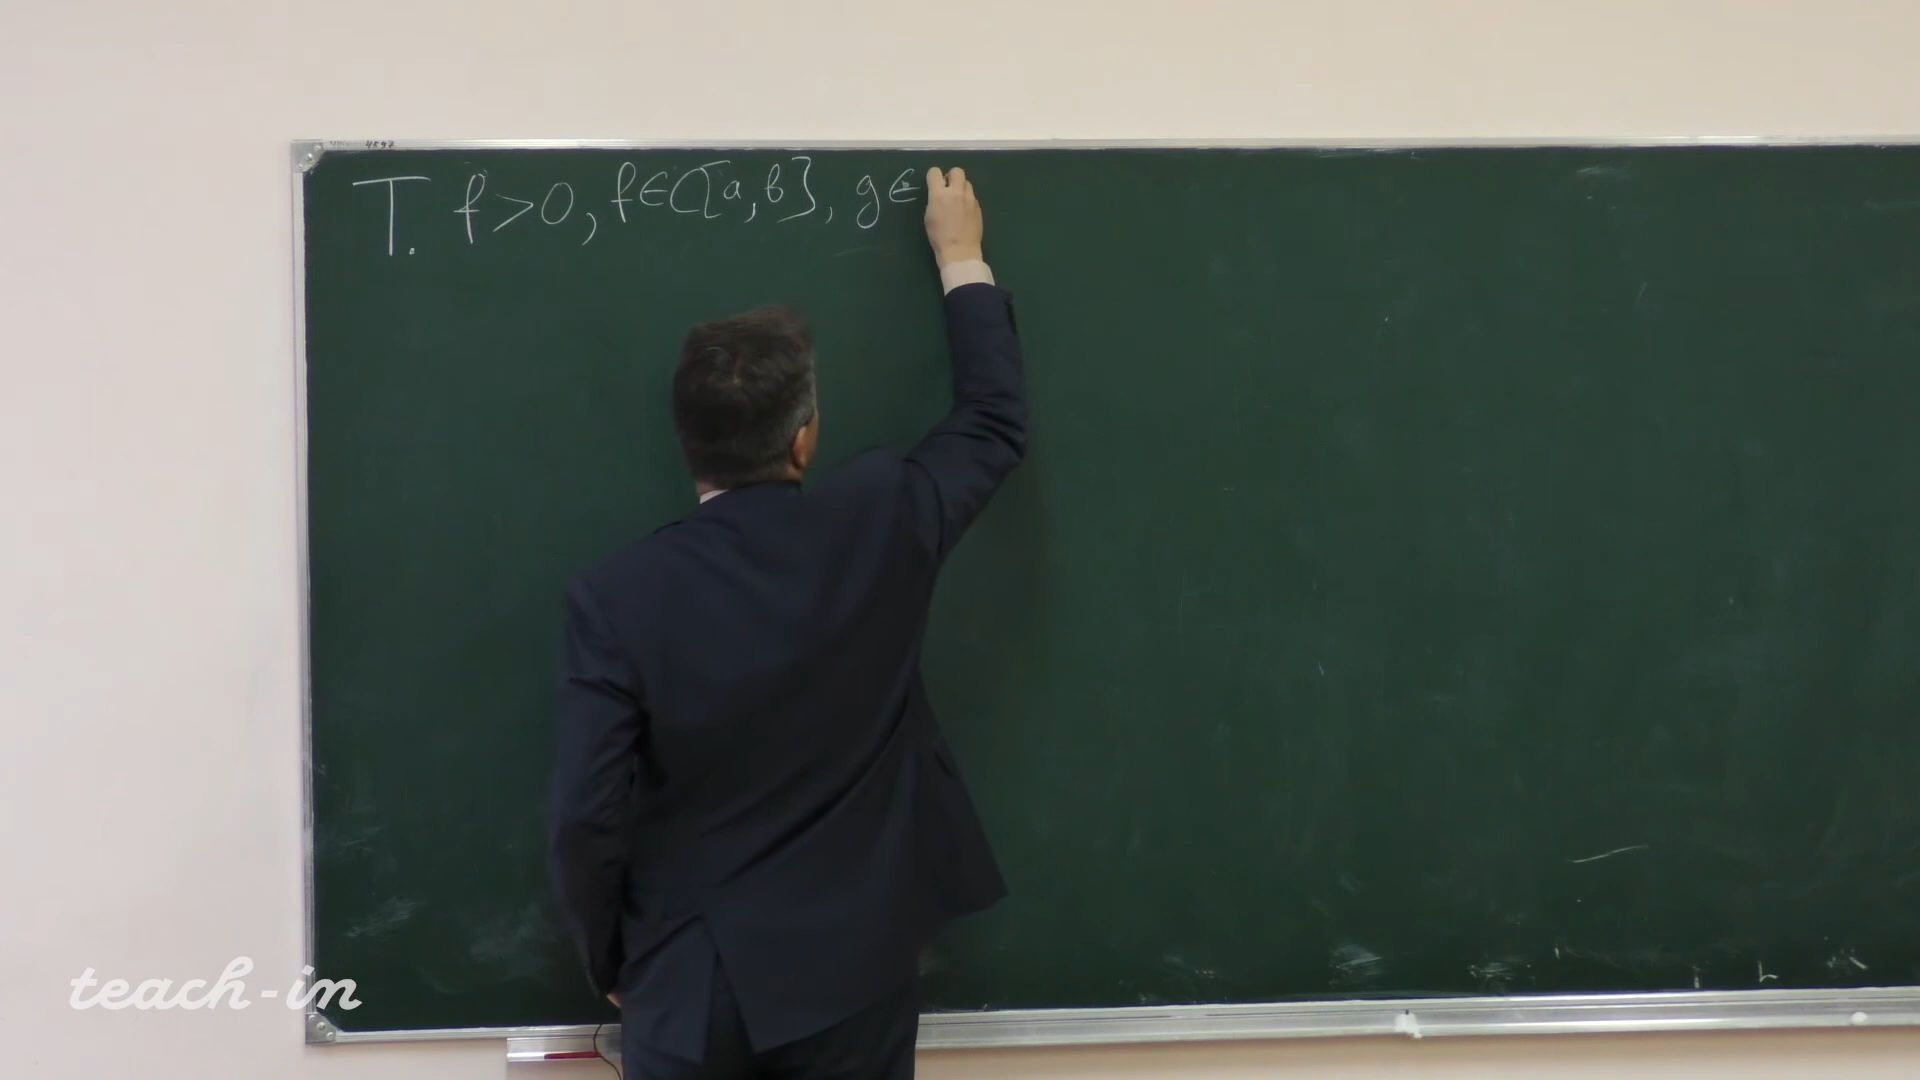 T. f>0, f∈C[a,b], g∈
teach-in